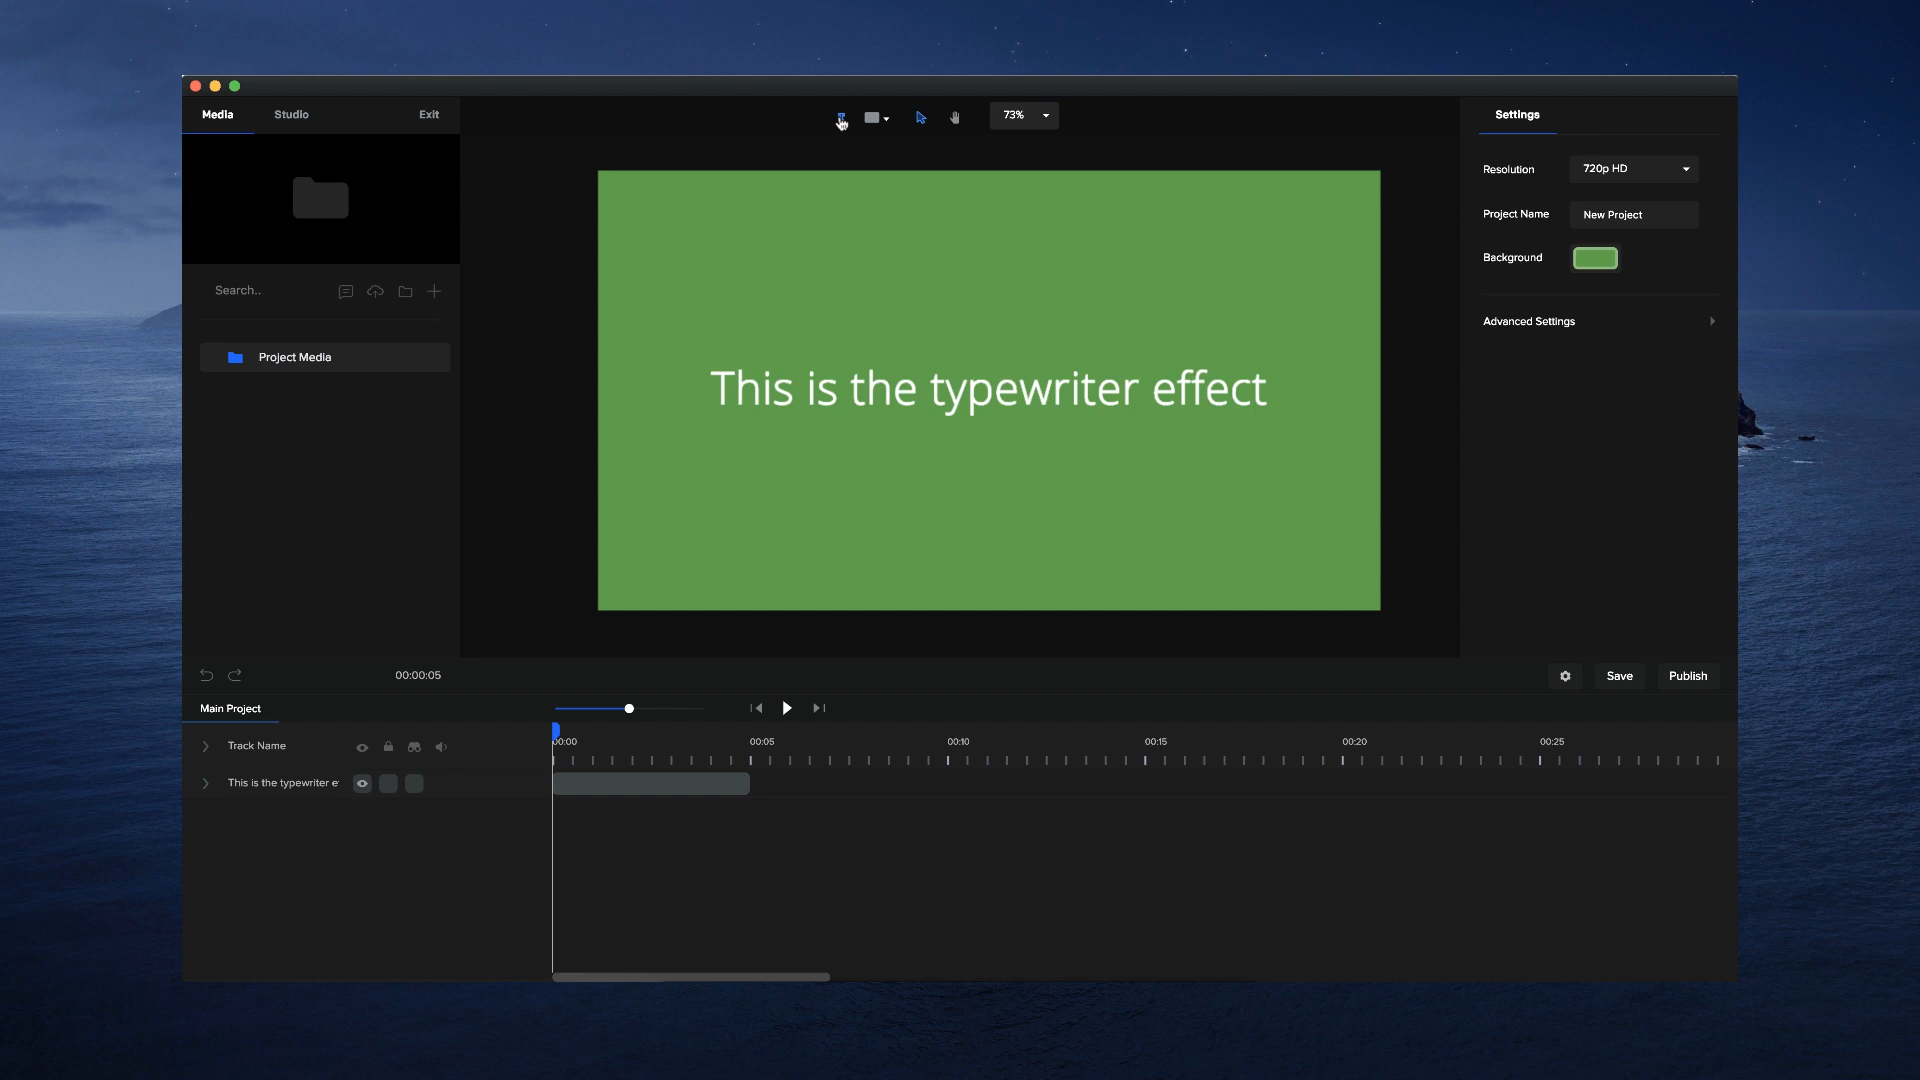 Media
Studio
Exit
73%
Settings
Resolution
720p HD
Project Name
New Project
Background
Advanced Settings
Search..
Project Media
This is the typewriter effect
00:00:05
Save
Publish
Main Project
Track Name
00:00
00:05
00:10
00:15
00:20
00:25
This is the typewriter e